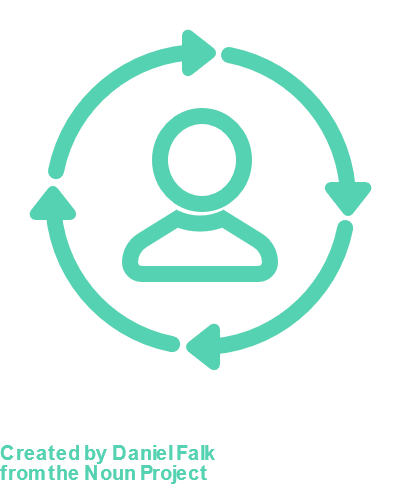 Created by Daniel Falk
from the Noun Project